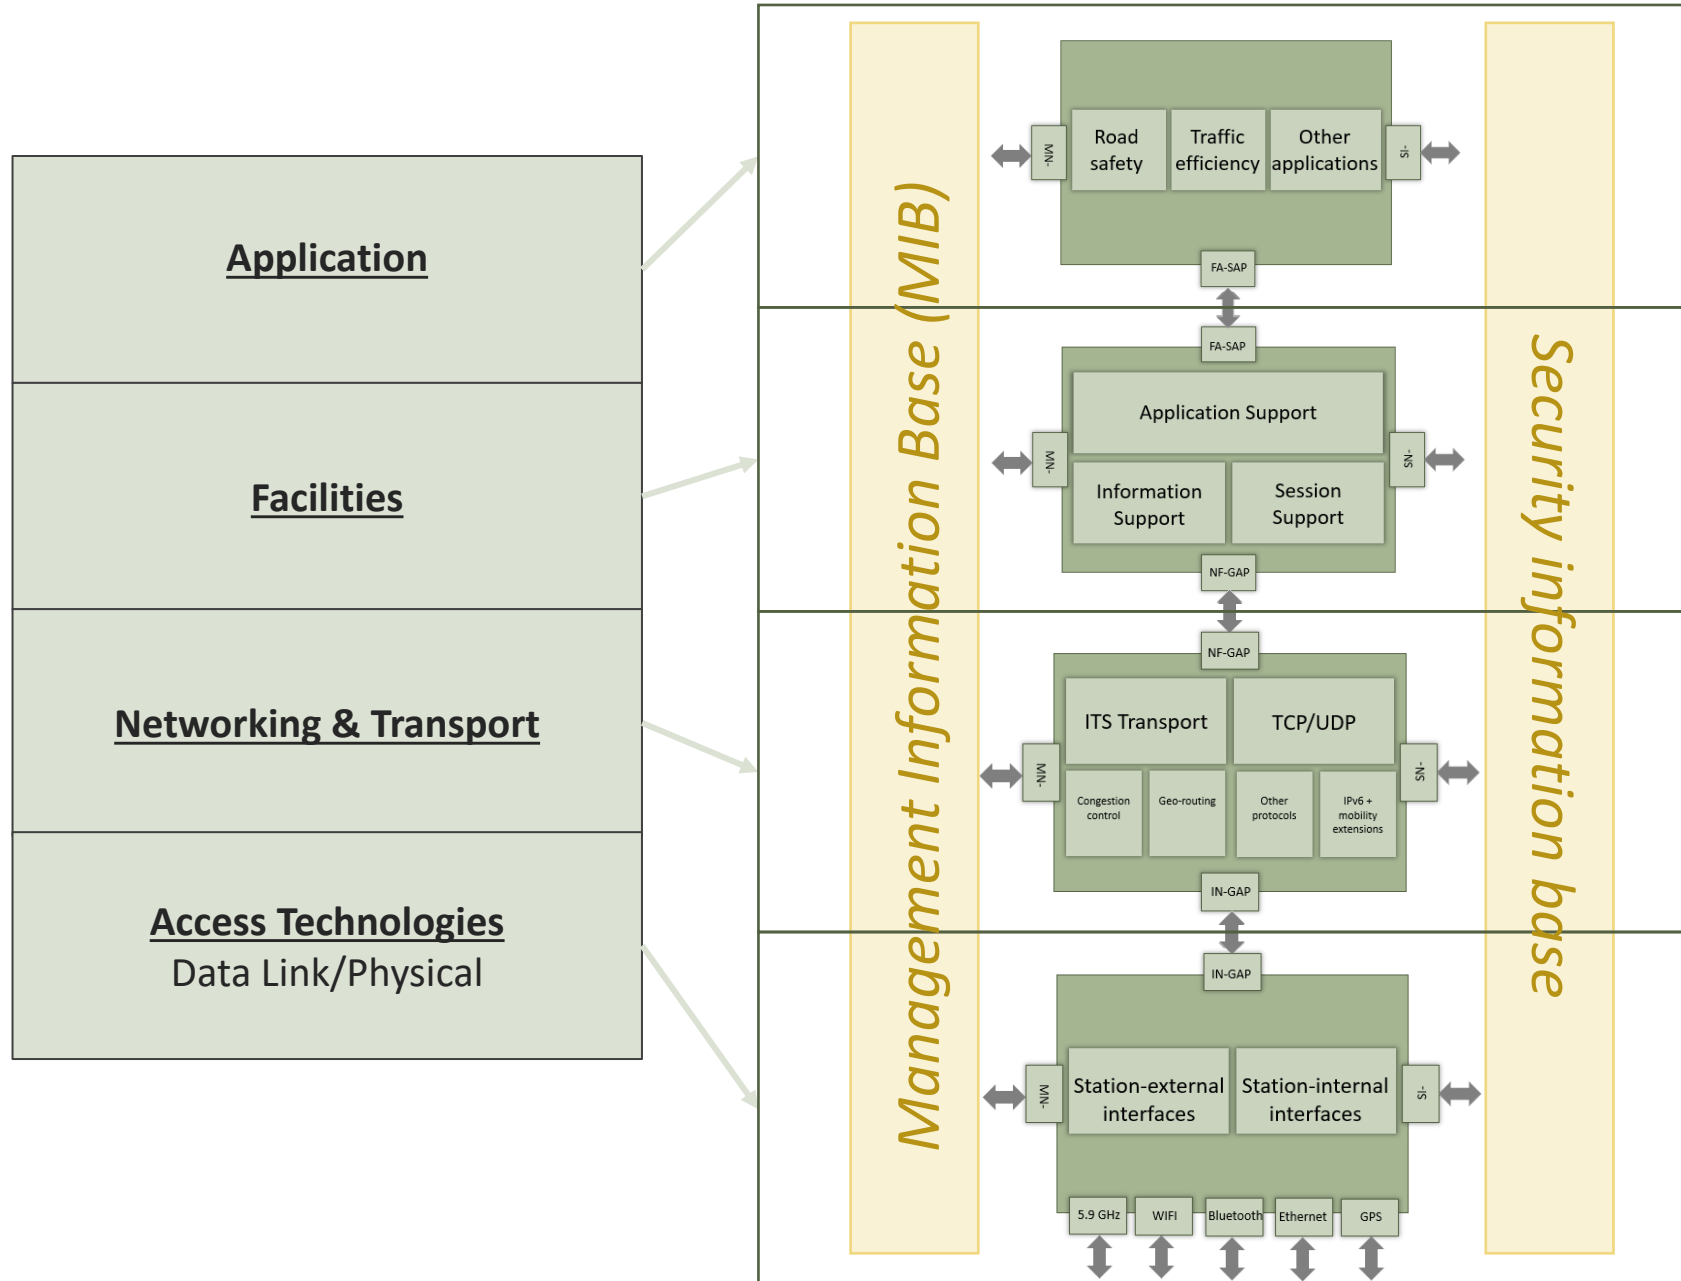 Application
Facilities
Networking & Transport
Access Technologies
Data Link/Physical
Management Information Base (MIB)
Road
safety
Traffic
efficiency
Other
applications
MN-
SI-
FA-SAP
FA-SAP
Application Support
Information
Support
Session
Support
MN-
SN-
NF-GAP
NF-GAP
ITS Transport
TCP/UDP
MN-
SN-
Congestion
control
Geo-routing
Other
protocols
IPv6 +
mobility
extensions
IN-GAP
IN-GAP
Station-external
interfaces
Station-internal
interfaces
MN-
SI-
5.9 GHz
WIFI
Bluetooth
Ethernet
GPS
Security information base